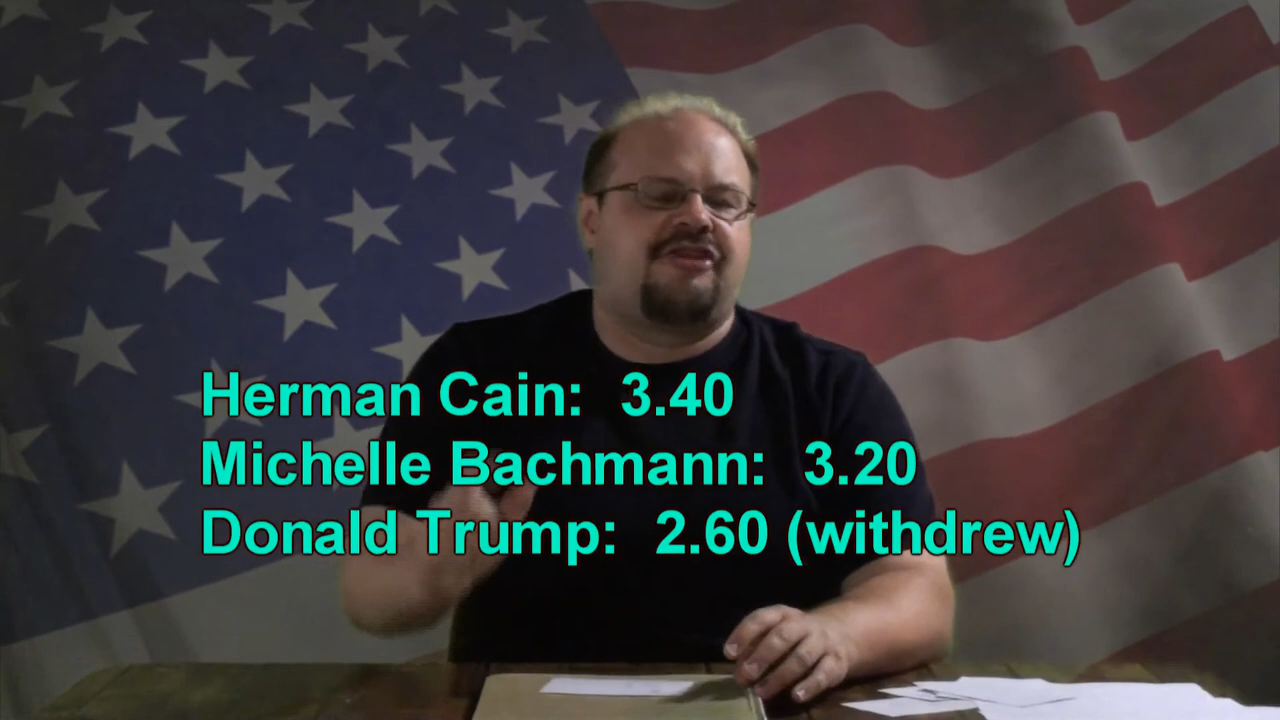 Herman Cain: 3.40
Michelle Bachmann: 3.20
Donald Trump: 2.60 (withdrew)